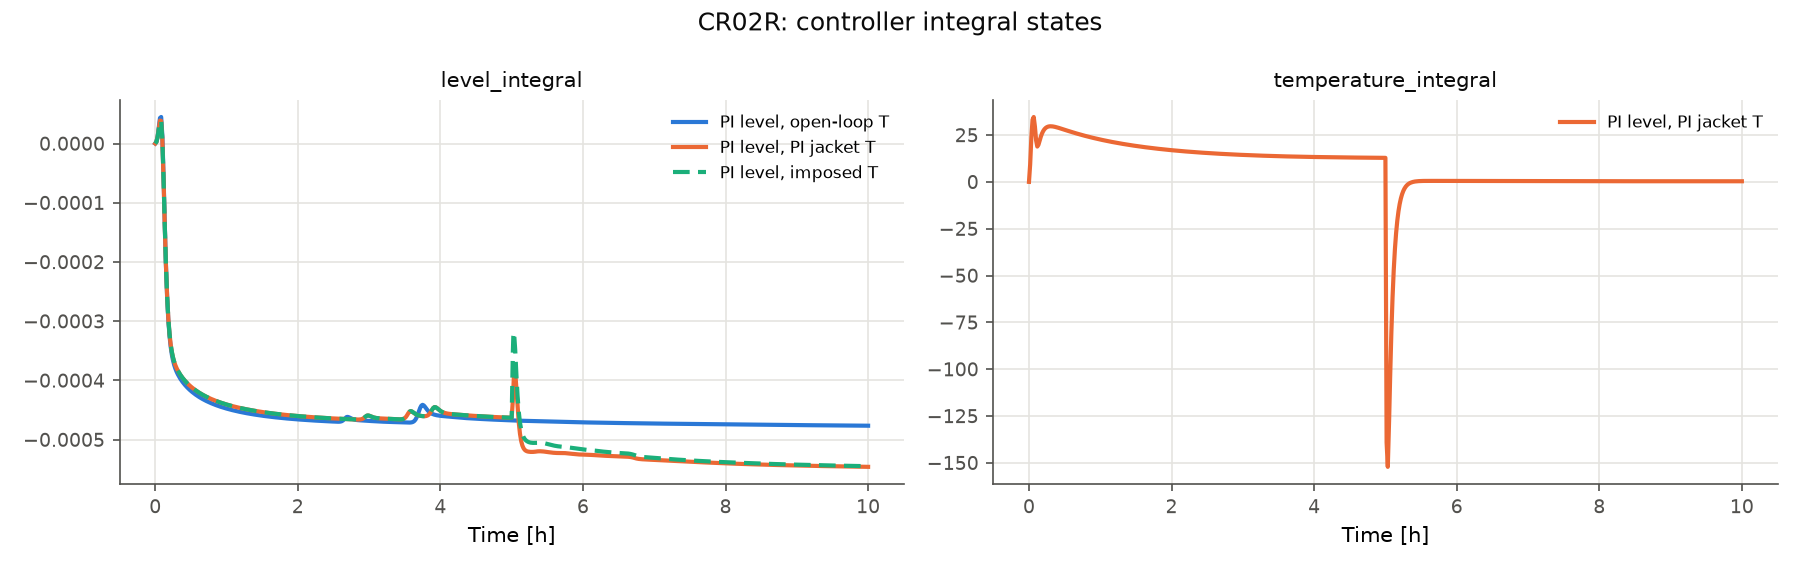 CR02R: controller integral states
level_integral
0.0000
−0.0001
−0.0002
−0.0003
−0.0004
−0.0005
PI level, open-loop T
PI level, PI jacket T
PI level, imposed T
0 2 4 6 8 10
Time [h]
temperature_integral
25
0
−25
−50
−75
−100
−125
−150
PI level, PI jacket T
0 2 4 6 8 10
Time [h]